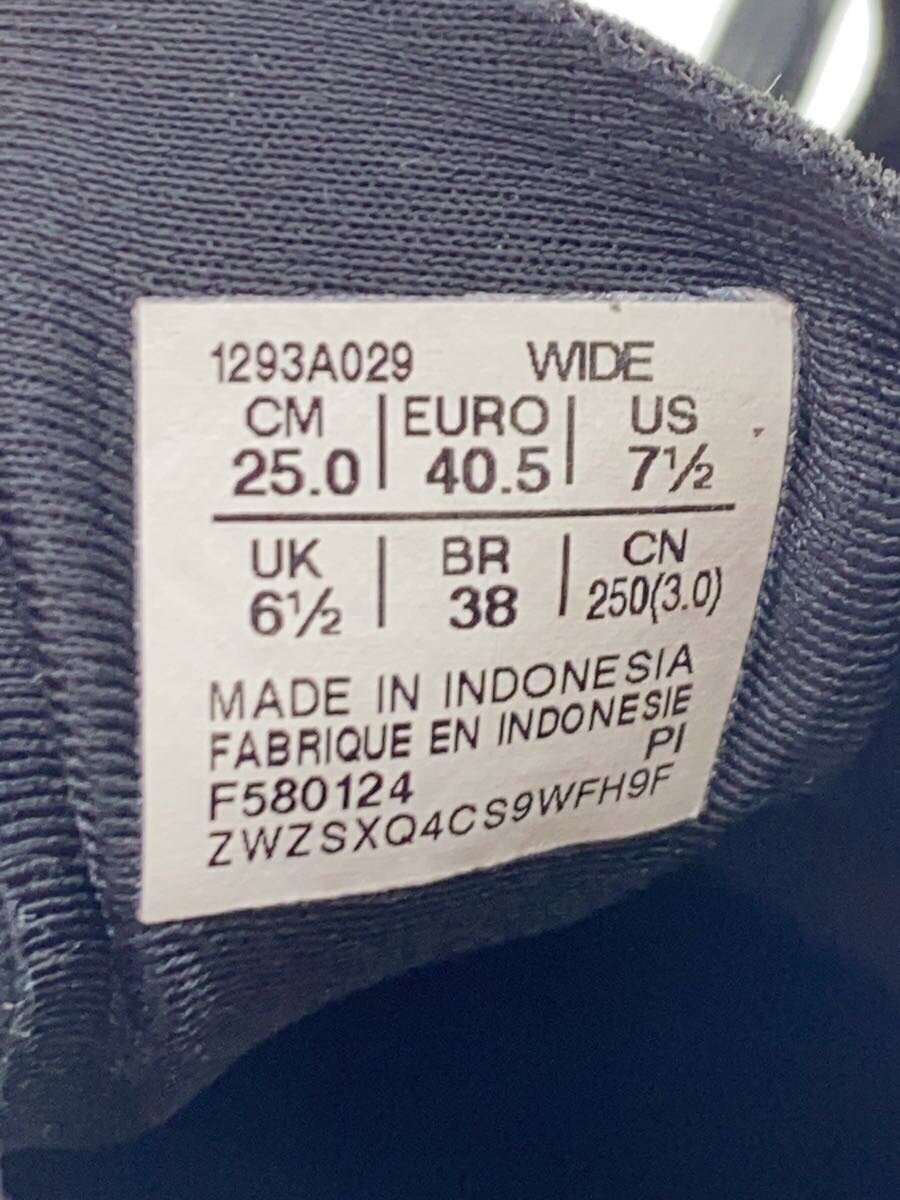 1293A029 WIDE
CM EURO US
25.0 40.5 7½
UK BR CN
6½ 38 250(3.0)
MADE IN INDONESIA
FABRIQUE EN INDONESIE
F580124 PI
ZWZSXQ4CS9WFH9F